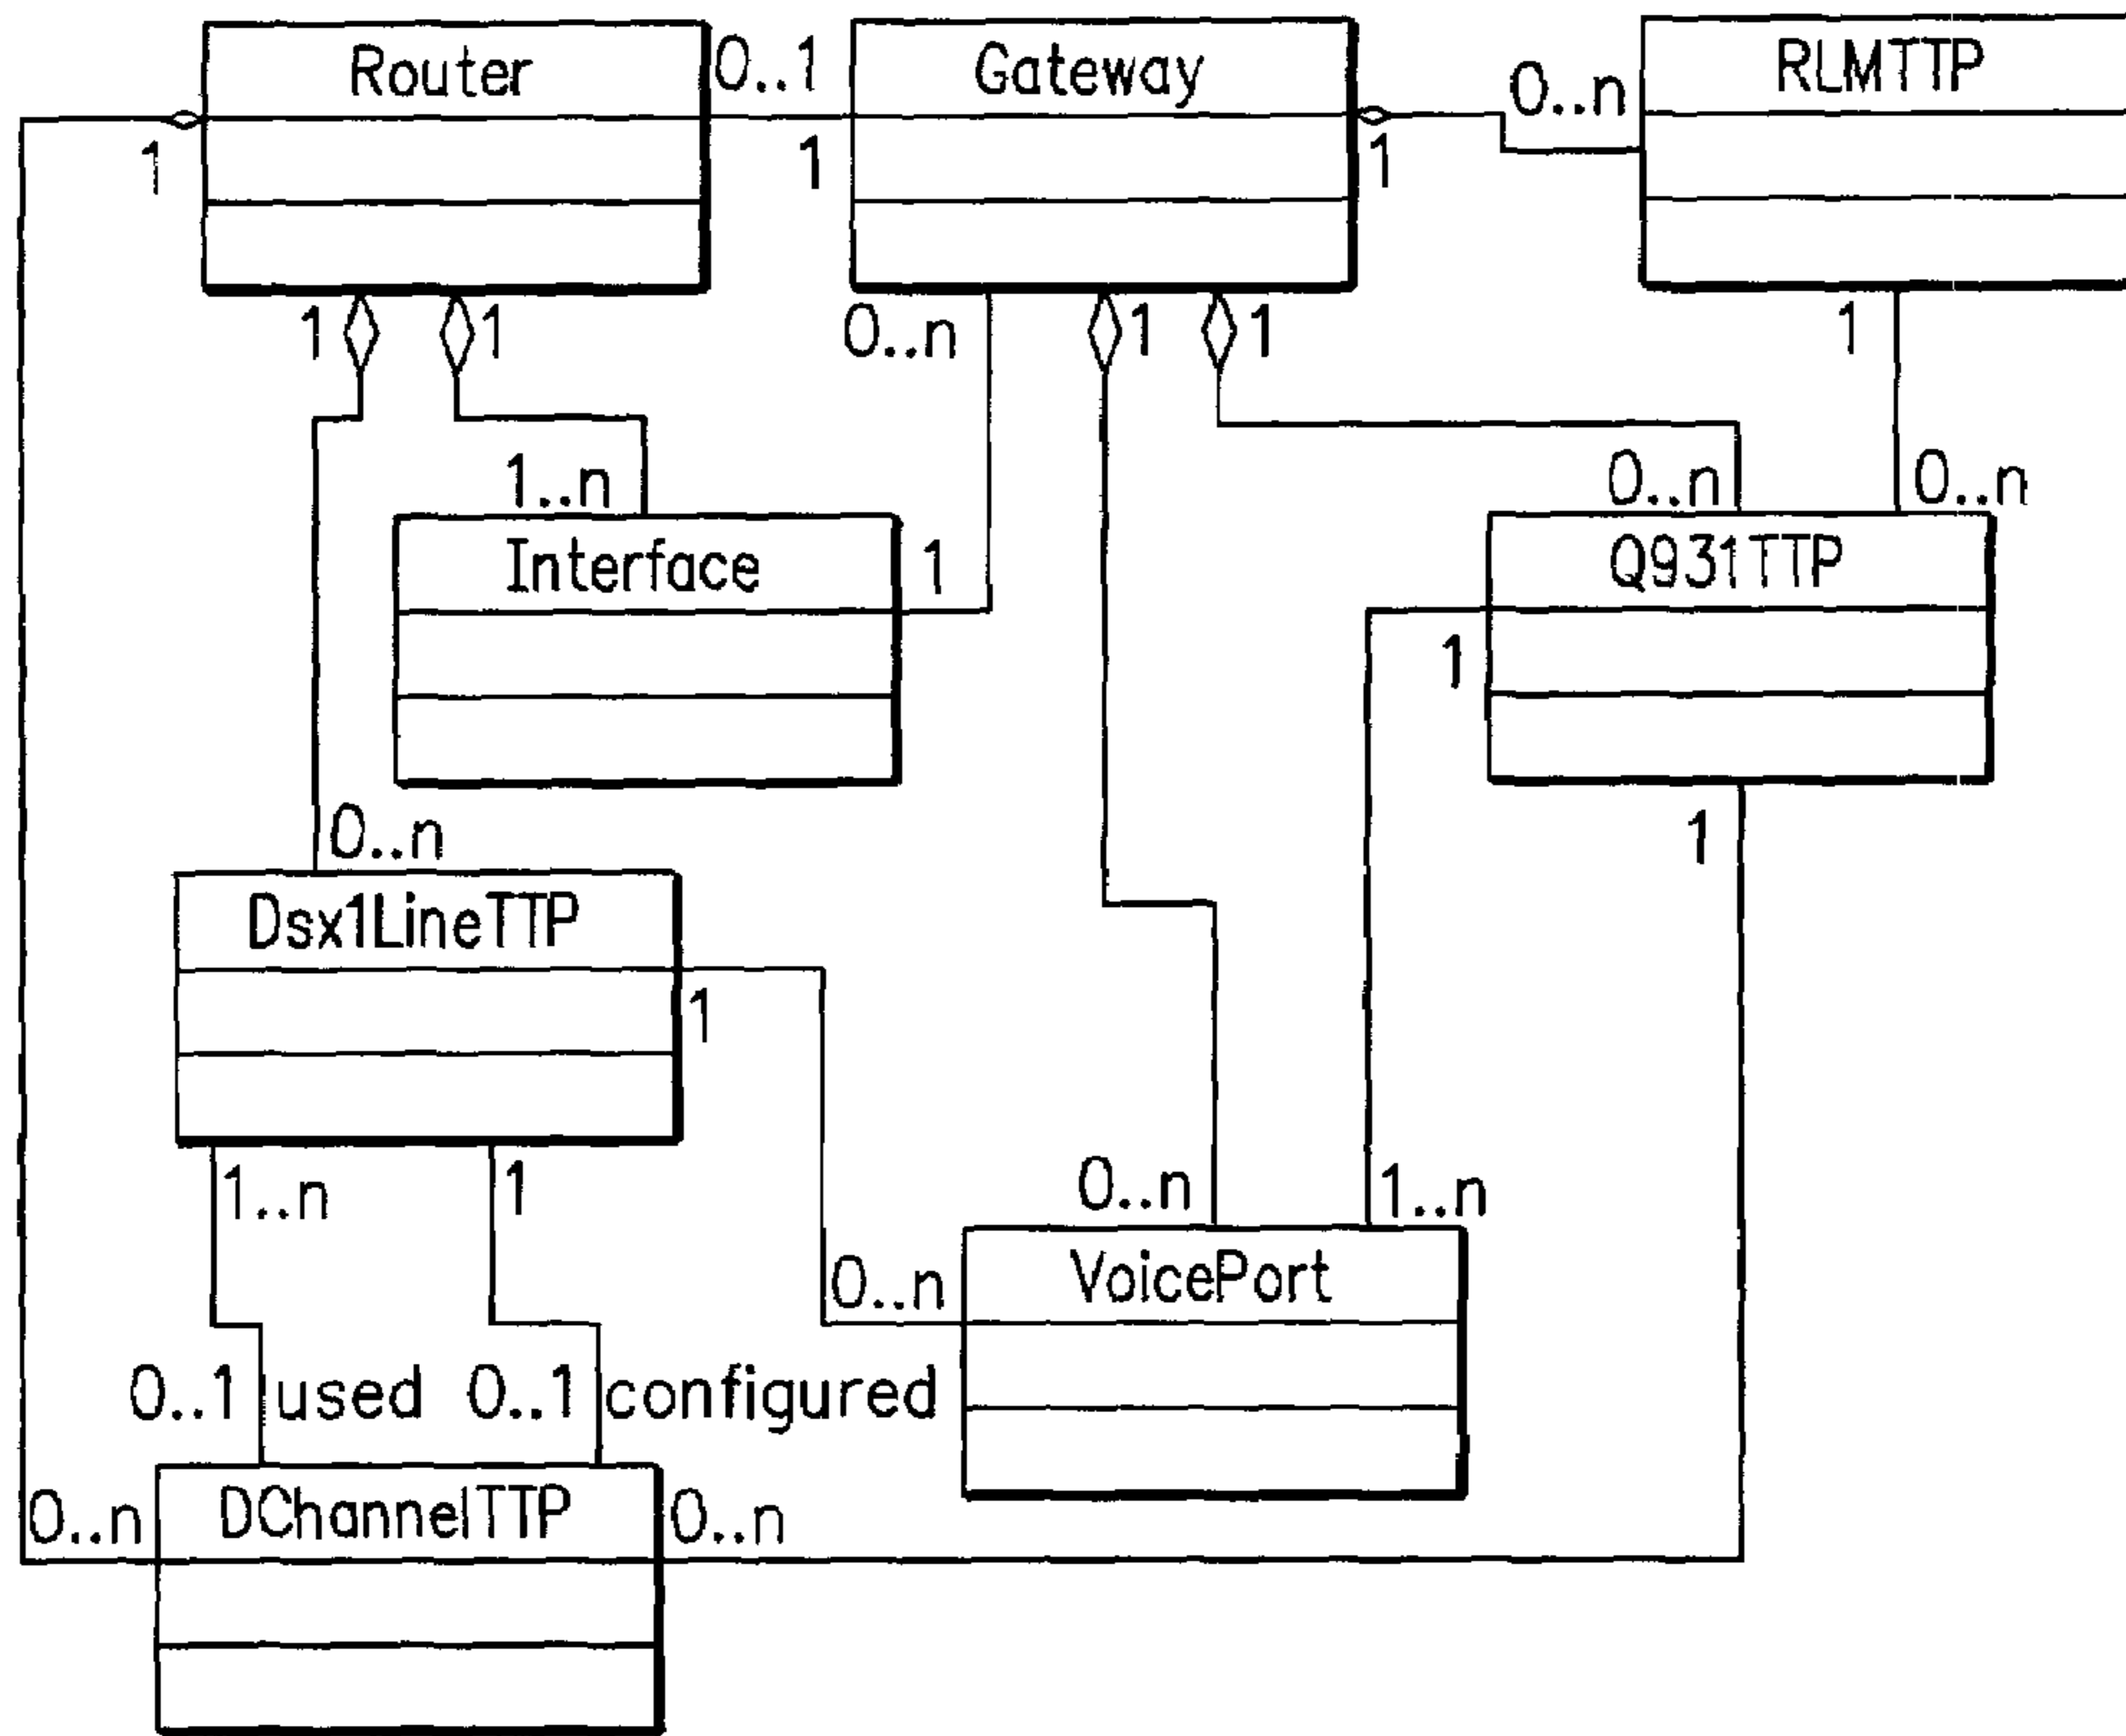 Router
0..1
Gateway
0..n
RLMTTP
1
1
1
1
1
0..n
1
1
1
1..n
0..n
0..n
Interface
1
Q931TTP
1
0..n
1
Dsx1LineTTP
1
1..n
1
0..n
1..n
0..n
VoicePort
0..1 used
0..1 configured
0..n
DChannelTTP
0..n